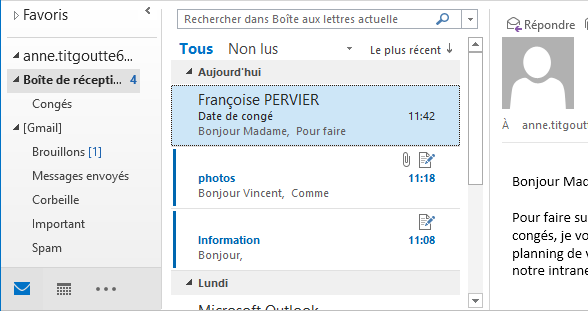 Favoris
anne.titgoutte6...
Boîte de récepti... 4
Congés
[Gmail]
Brouillons [1]
Messages envoyés
Corbeille
Important
Spam
Rechercher dans Boîte aux lettres actuelle
Tous Non lus Le plus récent
Aujourd'hui
Françoise PERVIER
Date de congé 11:42
Bonjour Madame, Pour faire
photos 11:18
Bonjour Vincent, Comme
Information 11:08
Bonjour,
Lundi
Microsoft Outlook
Répondre
À anne.titgoutt
Bonjour Mad
Pour faire su
congés, je vo
planning de v
notre intrane